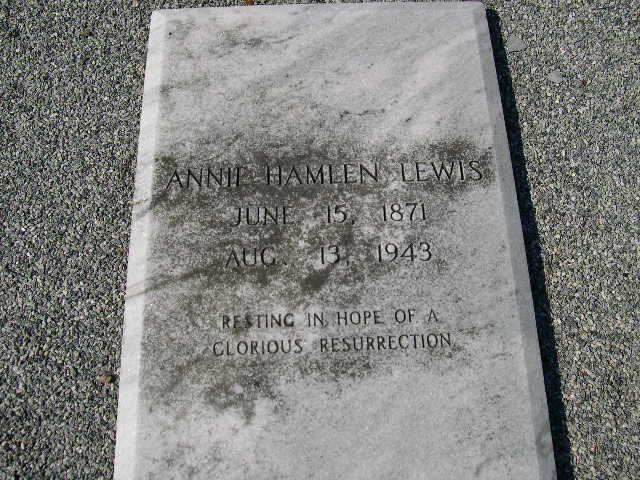 ANNIE HAMLEN LEWIS
JUNE 15, 1871
AUG. 13, 1943
RESTING IN HOPE OF A
GLORIOUS RESURRECTION